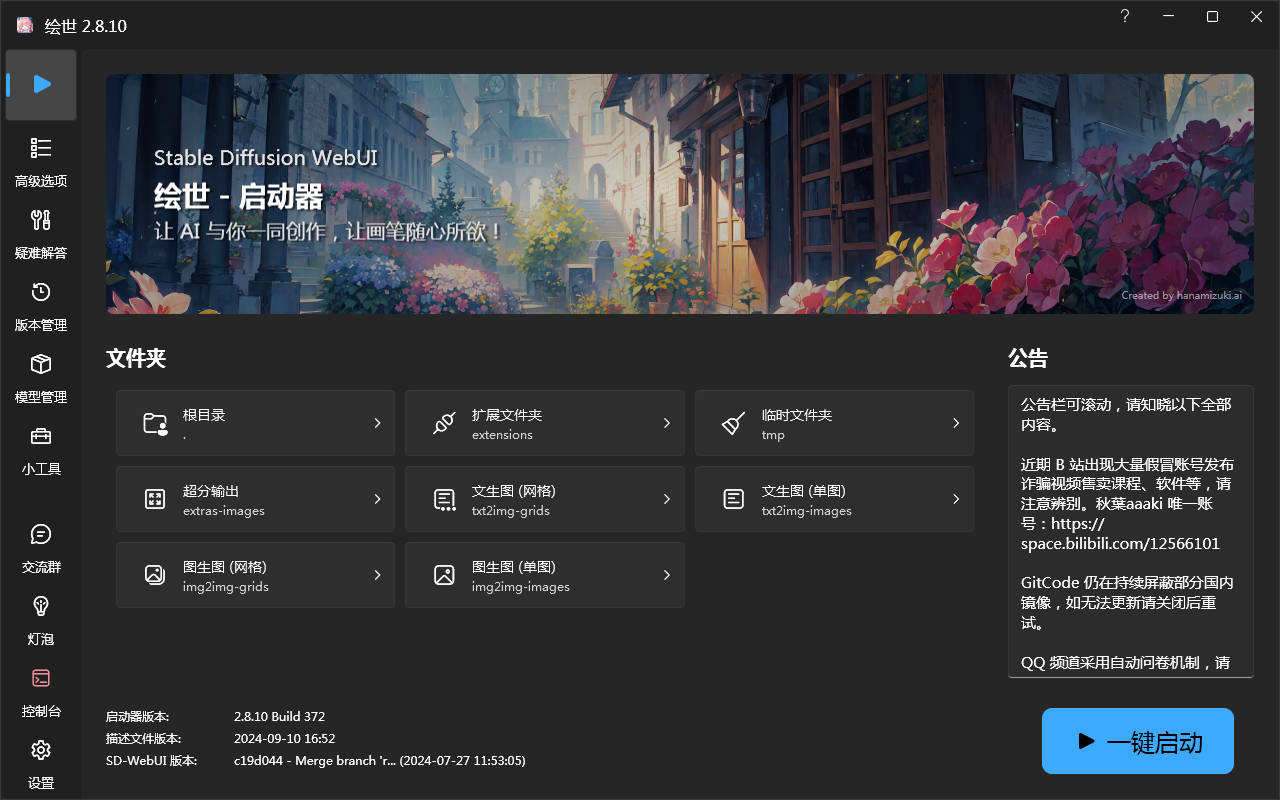 绘世 2.8.10
?
Stable Diffusion WebUI
绘世 - 启动器
让 AI 与你一同创作，让画笔随心所欲！
Created by hanamizuki.ai
高级选项
疑难解答
版本管理
模型管理
小工具
交流群
灯泡
控制台
设置
文件夹
根目录
.
扩展文件夹
extensions
临时文件夹
tmp
超分输出
extras-images
文生图 (网格)
txt2img-grids
文生图 (单图)
txt2img-images
图生图 (网格)
img2img-grids
图生图 (单图)
img2img-images
公告
公告栏可滚动，请知晓以下全部
内容。
近期 B 站出现大量假冒账号发布
诈骗视频售卖课程、软件等，请
注意辨别。秋葉aaaki 唯一账
号：https://
space.bilibili.com/12566101
GitCode 仍在持续屏蔽部分国内
镜像，如无法更新请关闭后重
试。
QQ 频道采用自动问卷机制，请
启动器版本: 2.8.10 Build 372
描述文件版本: 2024-09-10 16:52
SD-WebUI 版本: c19d044 - Merge branch 'r... (2024-07-27 11:53:05)
一键启动